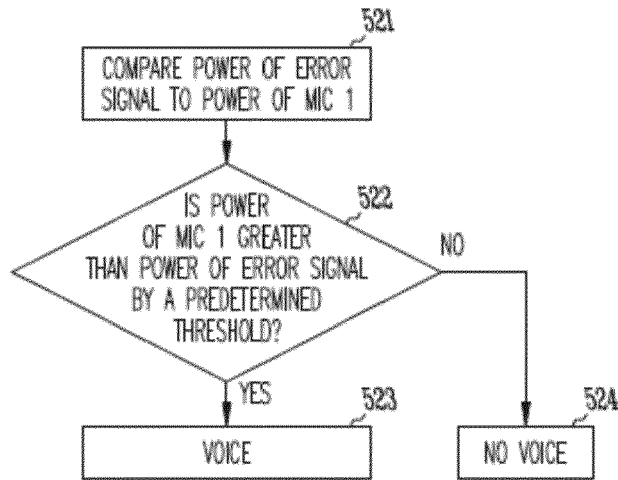 521
COMPARE POWER OF ERROR
SIGNAL TO POWER OF MIC 1
522
IS POWER
OF MIC 1 GREATER
THAN POWER OF ERROR SIGNAL
BY A PREDETERMINED
THRESHOLD?
NO
YES
523
VOICE
524
NO VOICE